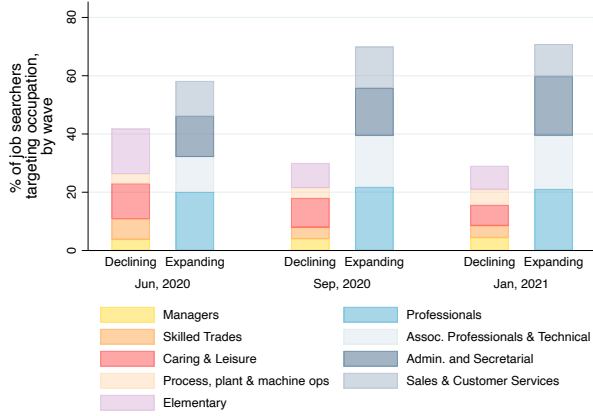 % of job searchers
targeting occupation,
by wave
80
60
40
20
0
Declining Expanding Declining Expanding Declining Expanding
Jun, 2020 Sep, 2020 Jan, 2021
Managers Professionals
Skilled Trades Assoc. Professionals & Technical
Caring & Leisure Admin. and Secretarial
Process, plant & machine ops Sales & Customer Services
Elementary